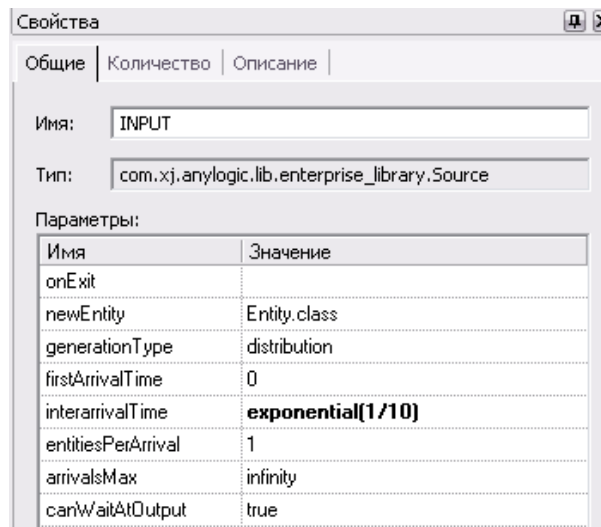 Свойства
Общие Количество Описание
Имя: INPUT
Тип: com.xj.anylogic.lib.enterprise_library.Source
Параметры:
Имя Значение
onExit
newEntity Entity.class
generationType distribution
firstArrivalTime 0
interarrivalTime exponential(1/10)
entitiesPerArrival 1
arrivalsMax infinity
canWaitAtOutput true